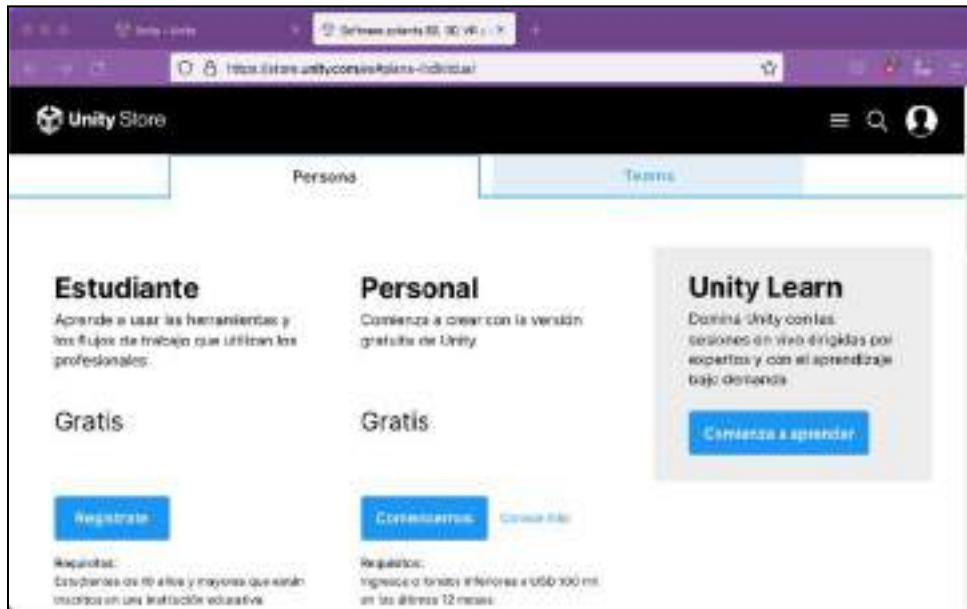 Unity Store
Persona
Teams
Estudiante
Aprende a usar las herramientas y
los flujos de trabajo que utilizan los
profesionales
Gratis
Regístrate
Requisitos:
Estudiantes de 16 años y mayores que están
inscritos en una institución educativa
Personal
Comienza a crear con la versión
gratuita de Unity
Gratis
Comencemos
Conoce más
Requisitos:
Ingresos o fondos inferiores a USD 100 mil
en los últimos 12 meses
Unity Learn
Domina Unity con las
sesiones en vivo dirigidas por
expertos y con el aprendizaje
bajo demanda
Comienza a aprender